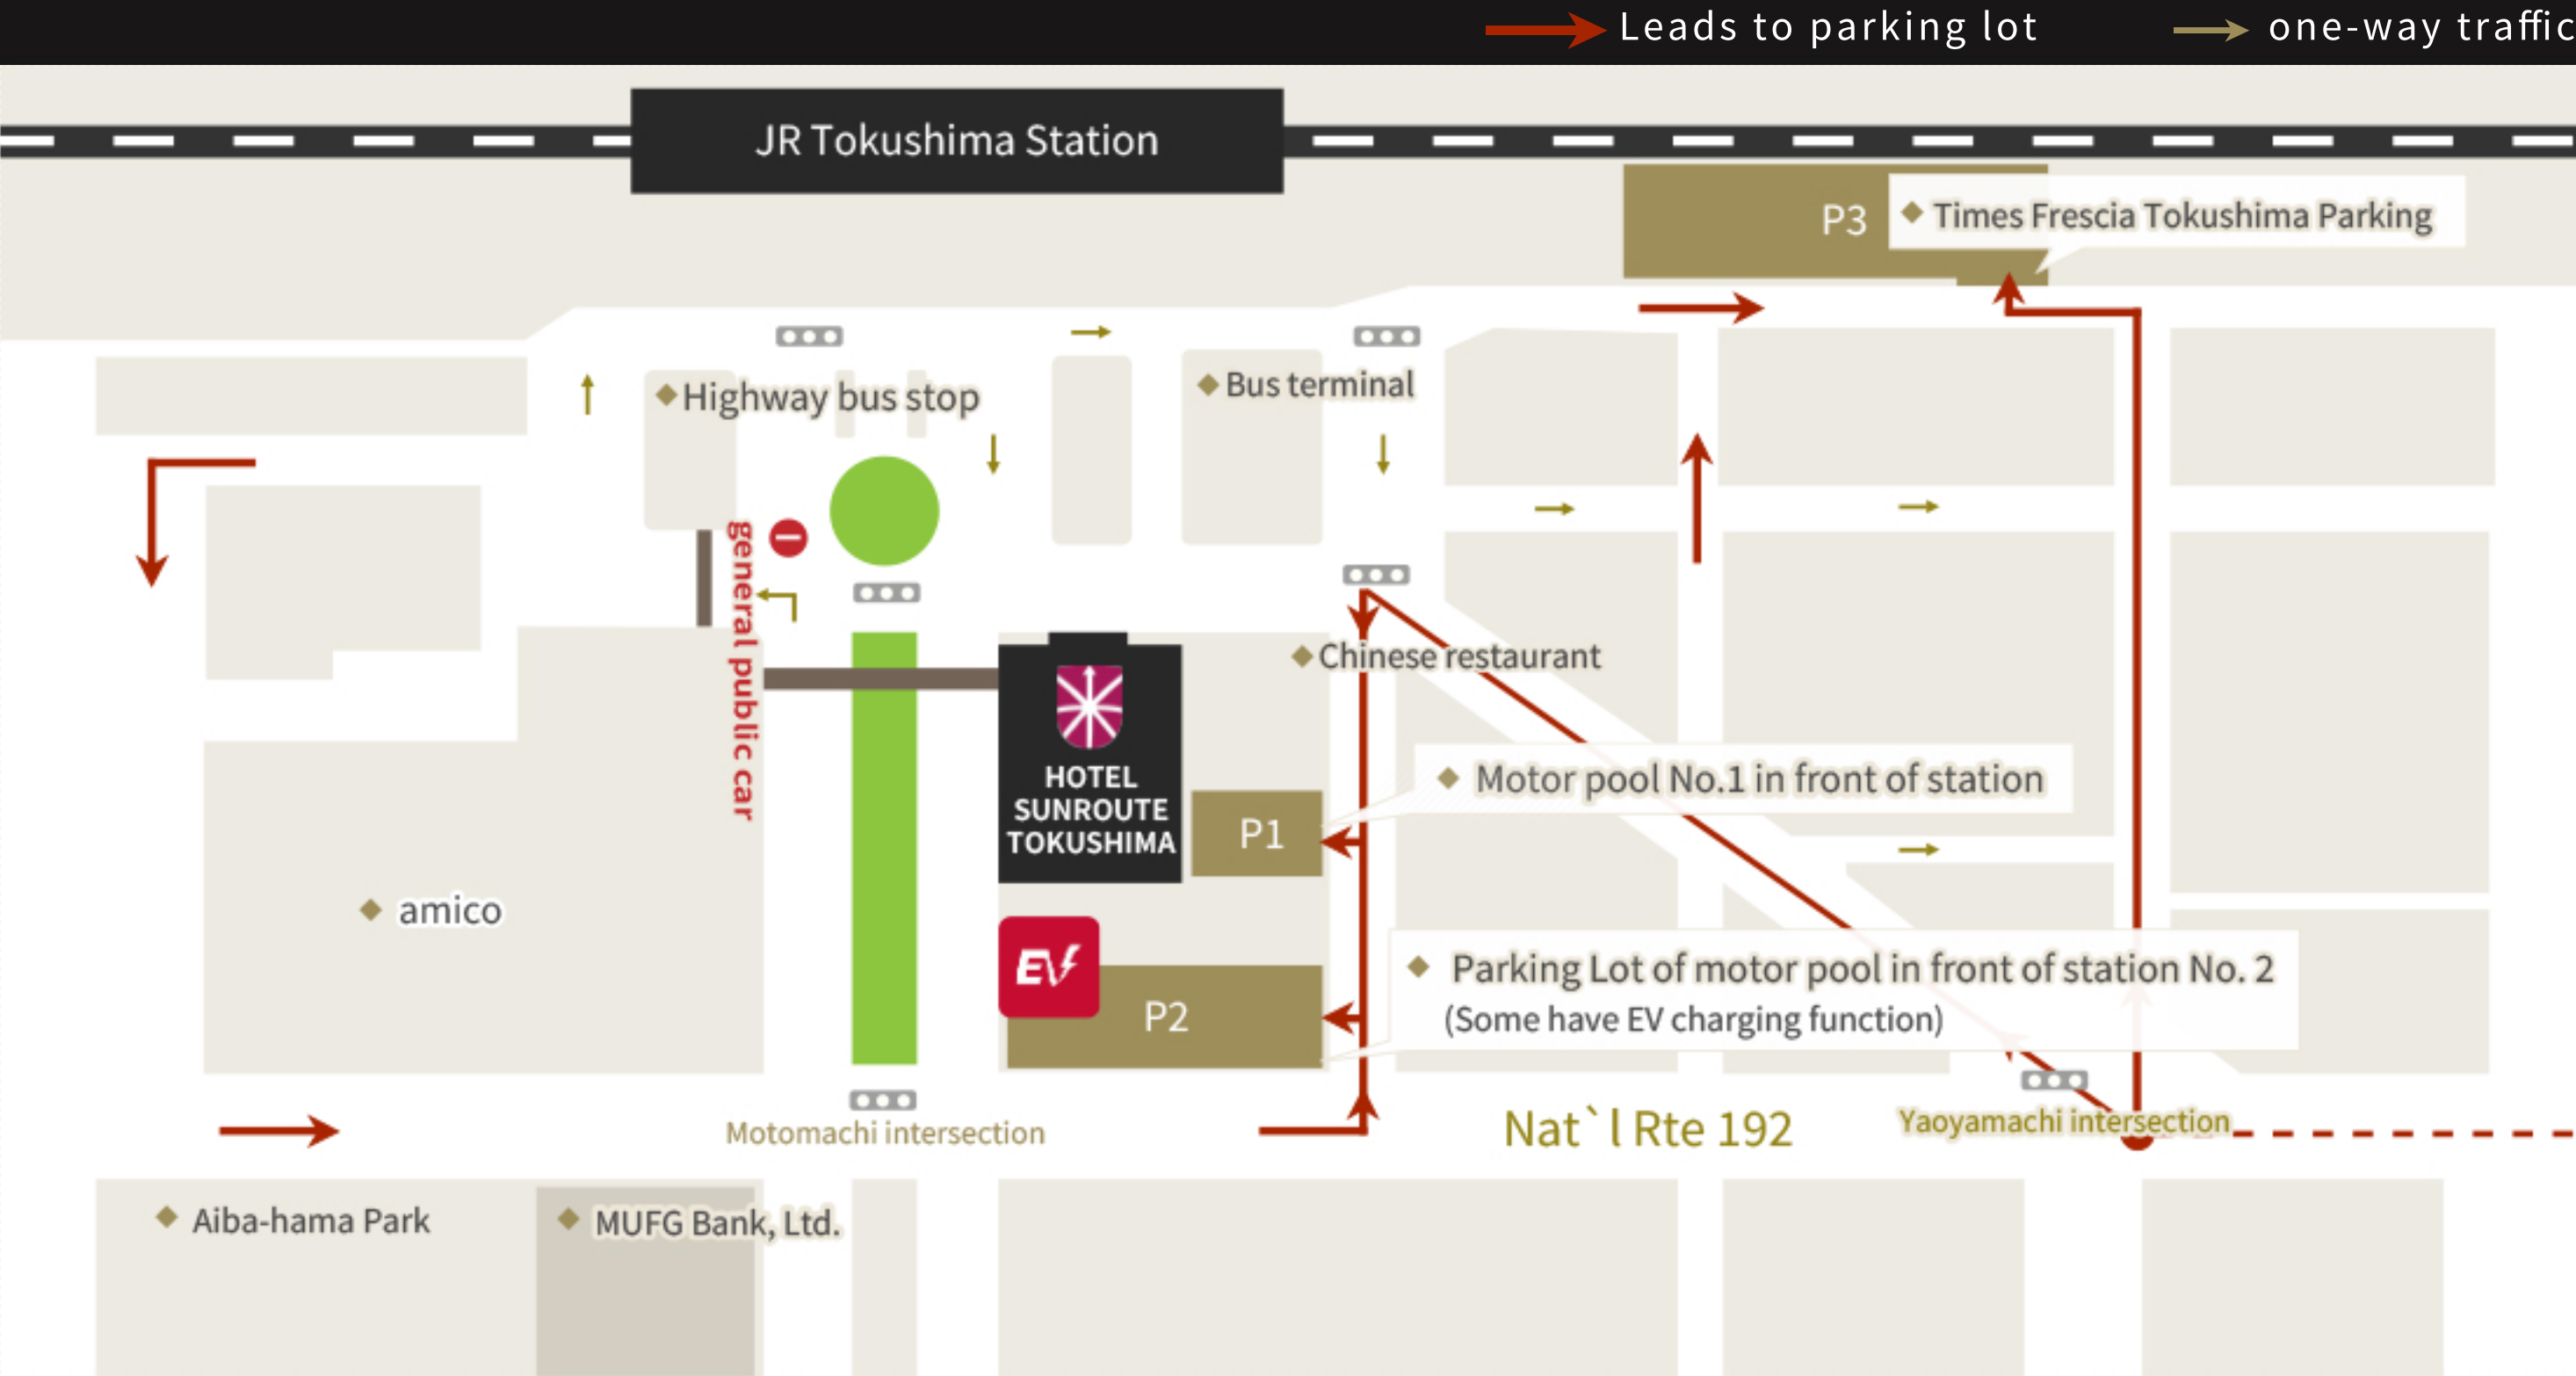 Leads to parking lot
one-way traffic
JR Tokushima Station
P3
Times Frescia Tokushima Parking
Highway bus stop
Bus terminal
general public car
Chinese restaurant
HOTEL
SUNROUTE
TOKUSHIMA
P1
Motor pool No.1 in front of station
amico
EV
P2
Parking Lot of motor pool in front of station No. 2
(Some have EV charging function)
Motomachi intersection
Nat`l Rte 192
Yaoyamachi intersection
Aiba-hama Park
MUFG Bank, Ltd.